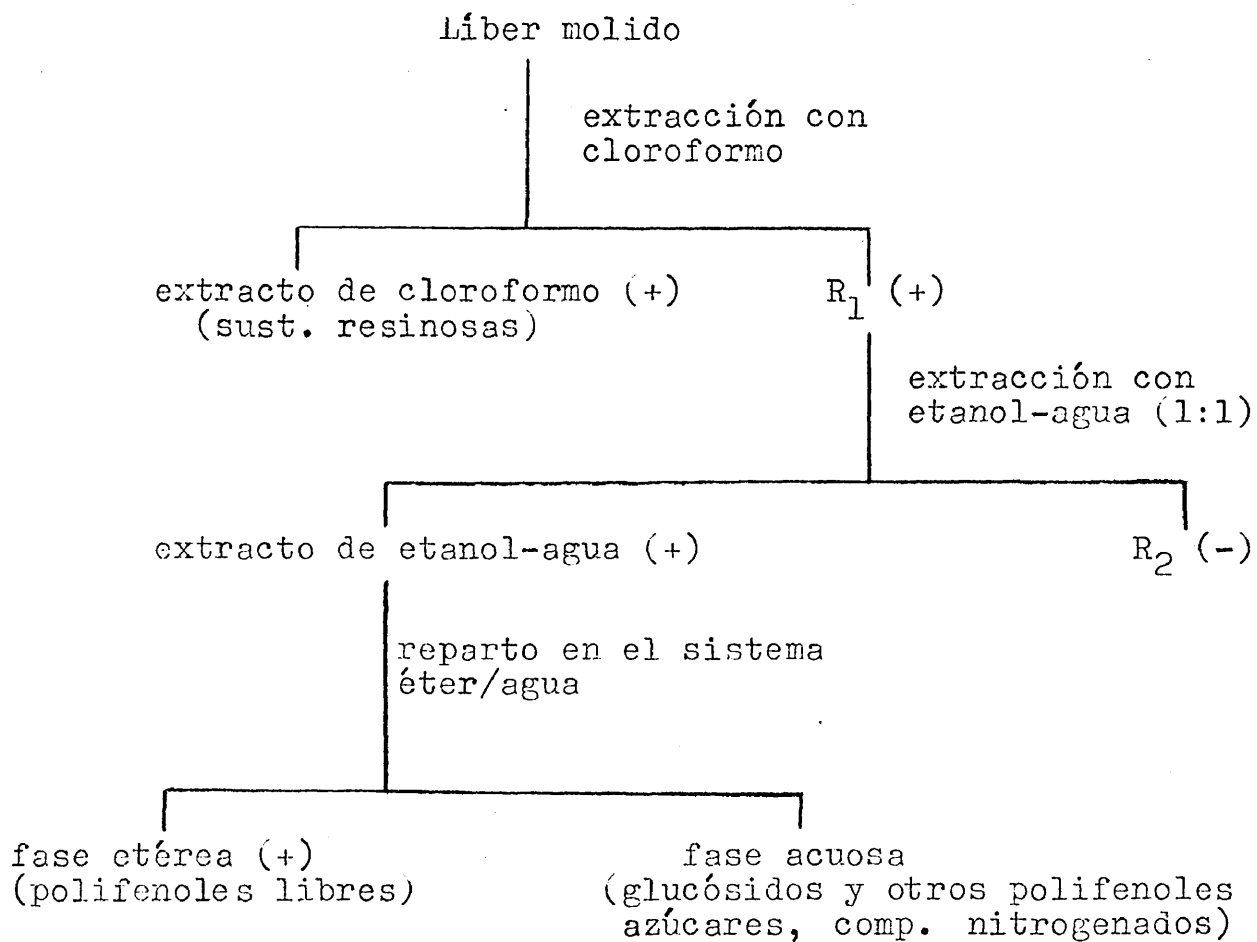 Líber molido
extracción con
cloroformo
extracto de cloroformo (+)
(sust. resinosas)
R1 (+)
extracción con
etanol-agua (1:1)
extracto de etanol-agua (+)
R2 (-)
reparto en el sistema
éter/agua
fase etérea (+)
(polifenoles libres)
fase acuosa
(glucósidos y otros polifenoles
azúcares, comp. nitrogenados)